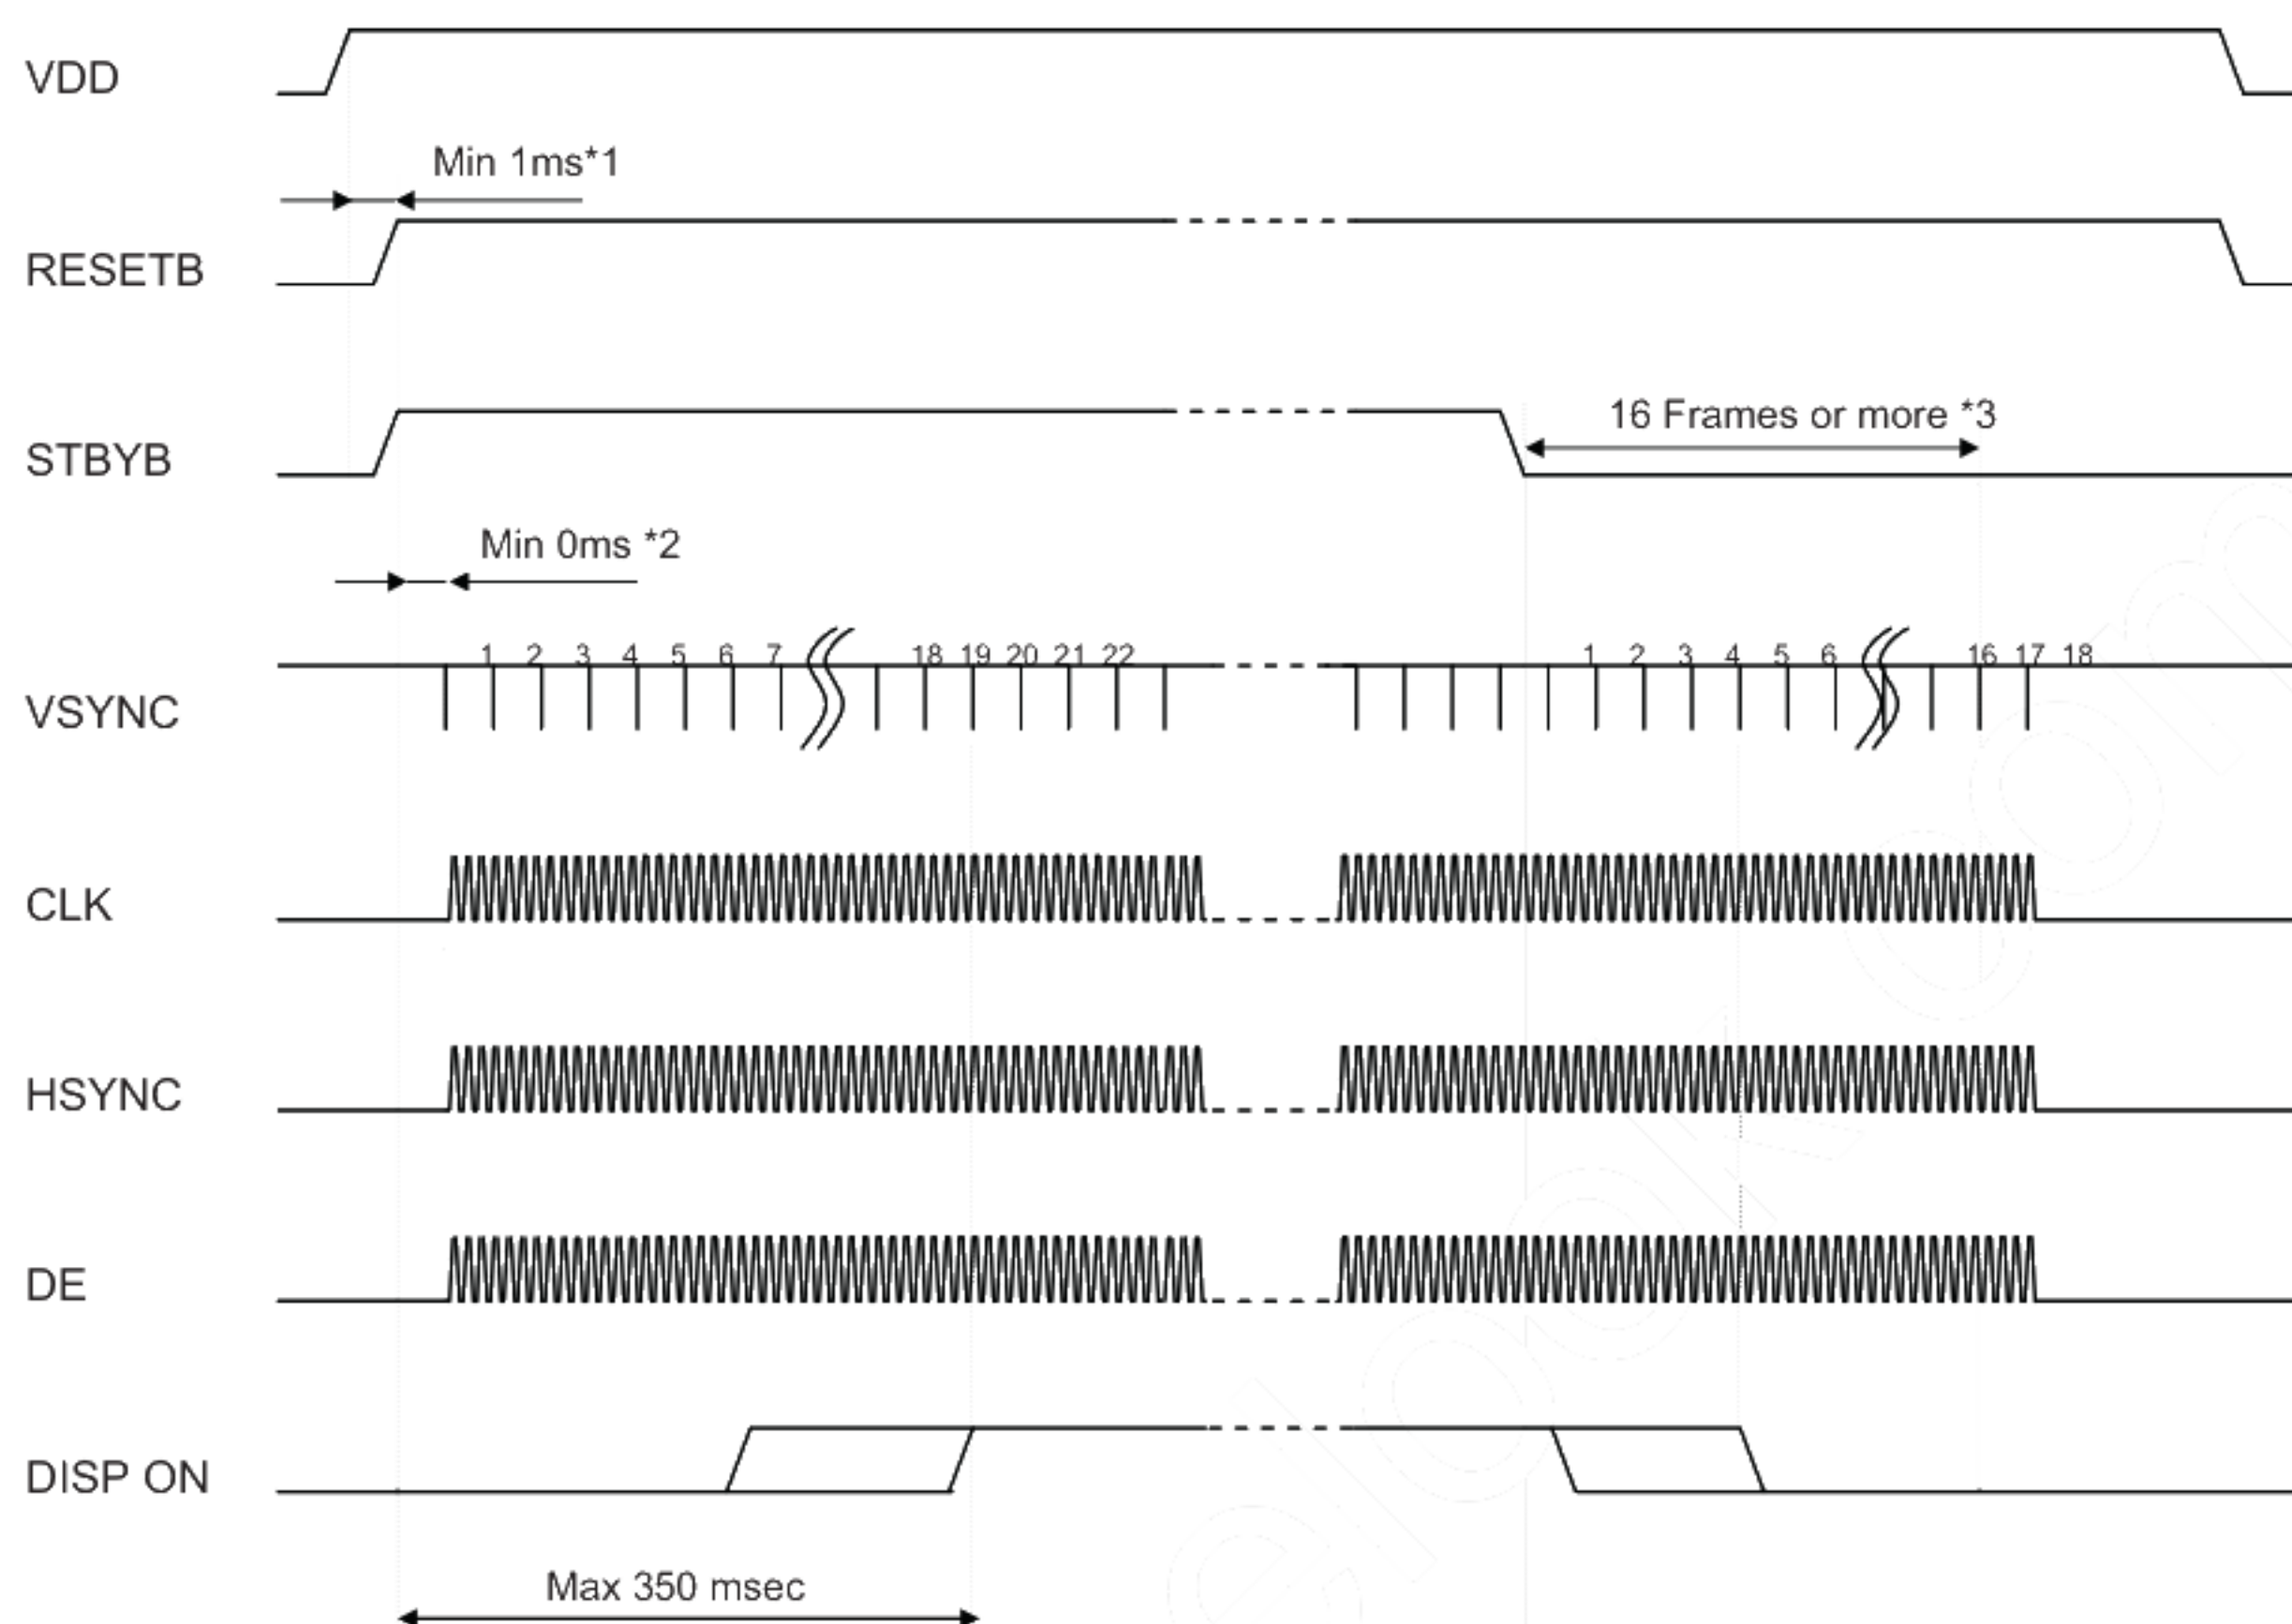 VDD
Min 1ms*1
RESETB
16 Frames or more *3
STBYB
Min 0ms *2
1 2 3 4 5 6 7 18 19 20 21 22 1 2 3 4 5 6 16 17 18
VSYNC
CLK
HSYNC
DE
DISP ON
Max 350 msec